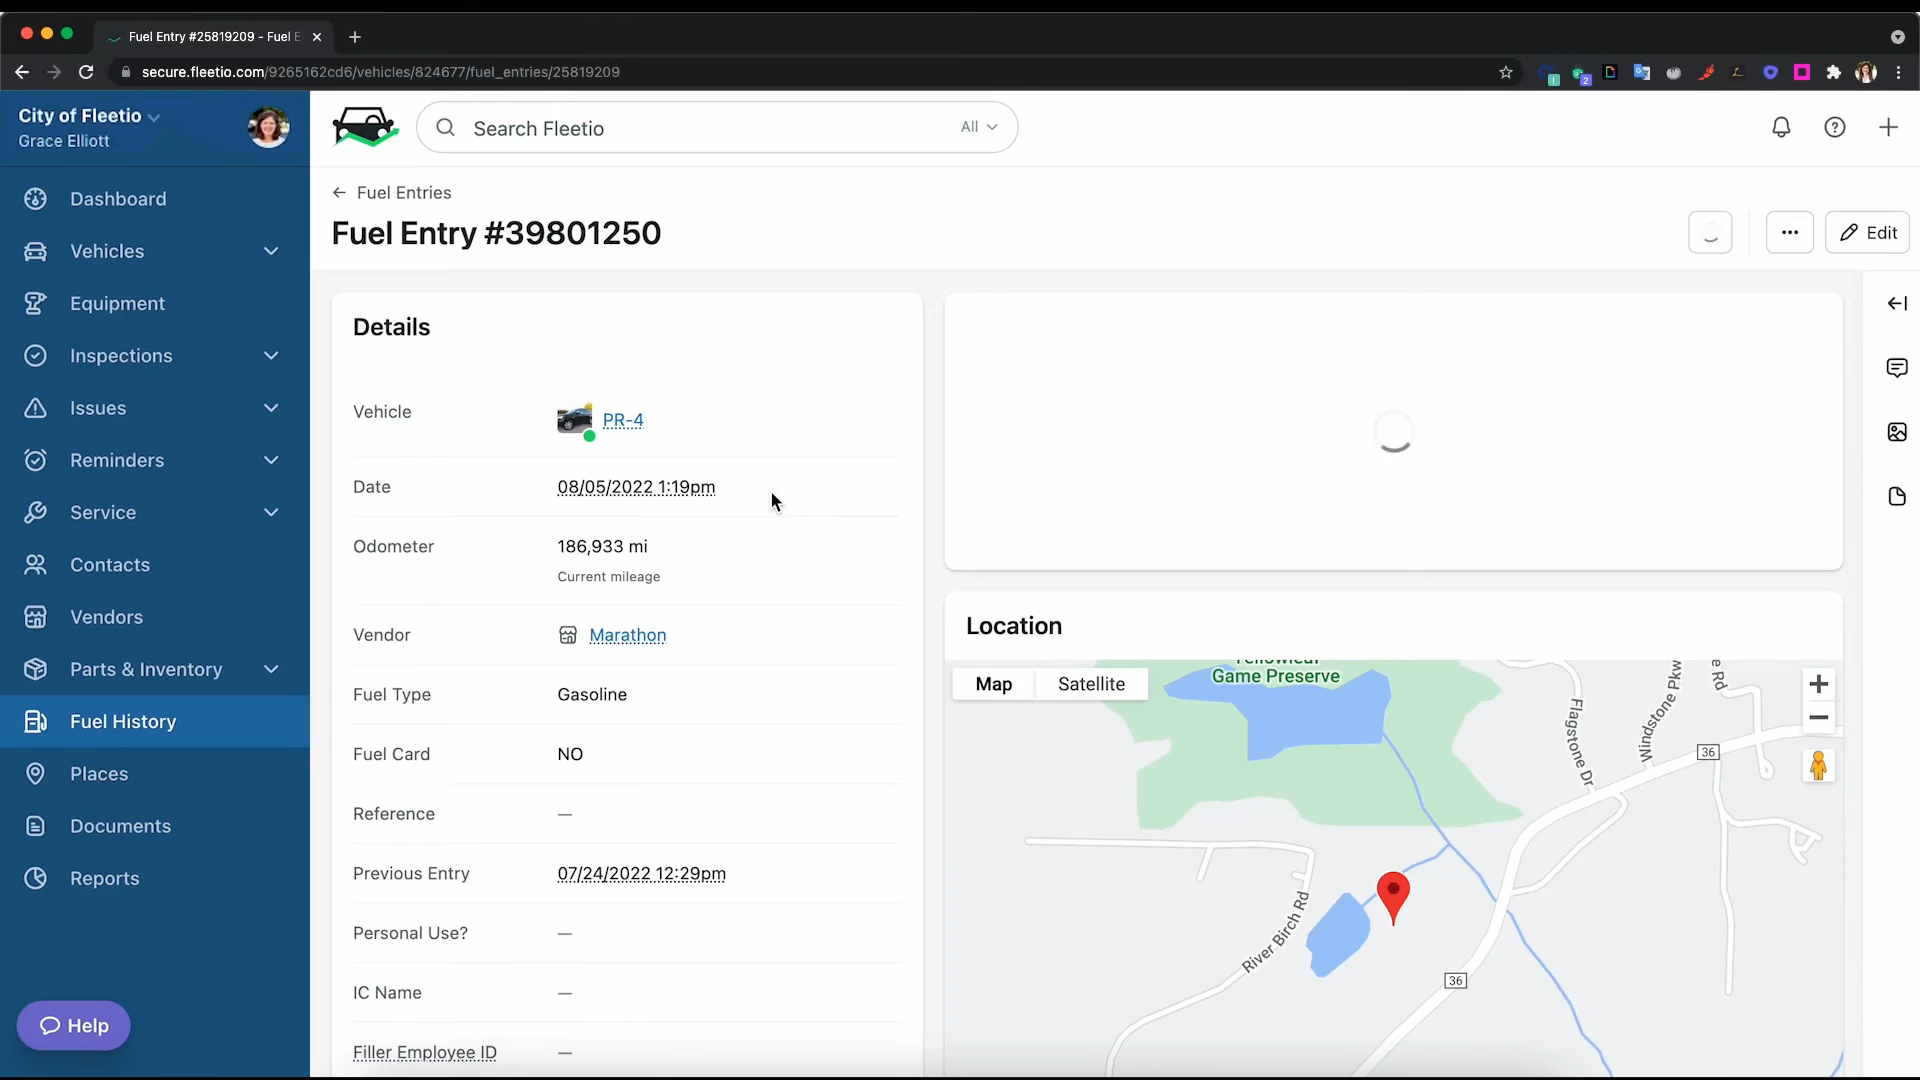 Fuel Entry #25819209 - Fuel E
secure.fleetio.com/9265162cd6/vehicles/824677/fuel_entries/25819209
2
City of Fleetio
Grace Elliott
Search Fleetio
All
Dashboard
Vehicles
Equipment
Inspections
Issues
Reminders
Service
Contacts
Vendors
Parts & Inventory
Fuel History
Places
Documents
Reports
Help
Fuel Entries
Fuel Entry #39801250
Edit
Details
Vehicle PR-4
Date 08/05/2022 1:19pm
Odometer 186,933 mi
Current mileage
Vendor Marathon
Fuel Type Gasoline
Fuel Card NO
Reference —
Previous Entry 07/24/2022 12:29pm
Personal Use? —
IC Name —
Filler Employee ID —
Location
Map Satellite
Yellowleaf
Game Preserve
Flagstone Dr
Windstone Pkwy
e Rd
36
River Birch Rd
36